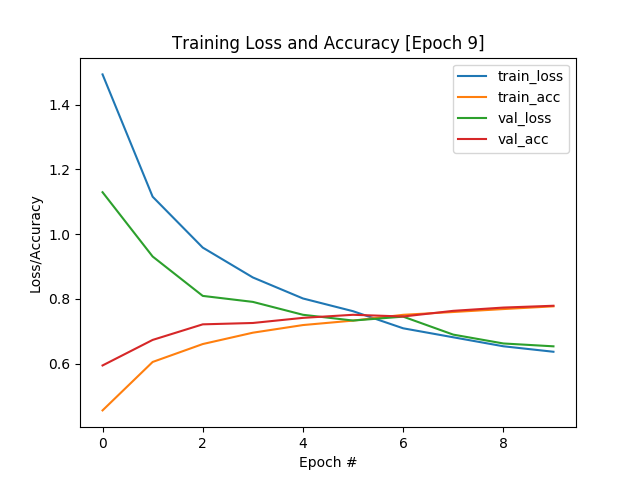 Training Loss and Accuracy [Epoch 9]
train_loss
train_acc
val_loss
val_acc
1.4
1.2
1.0
0.8
0.6
Loss/Accuracy
0 2 4 6 8
Epoch #